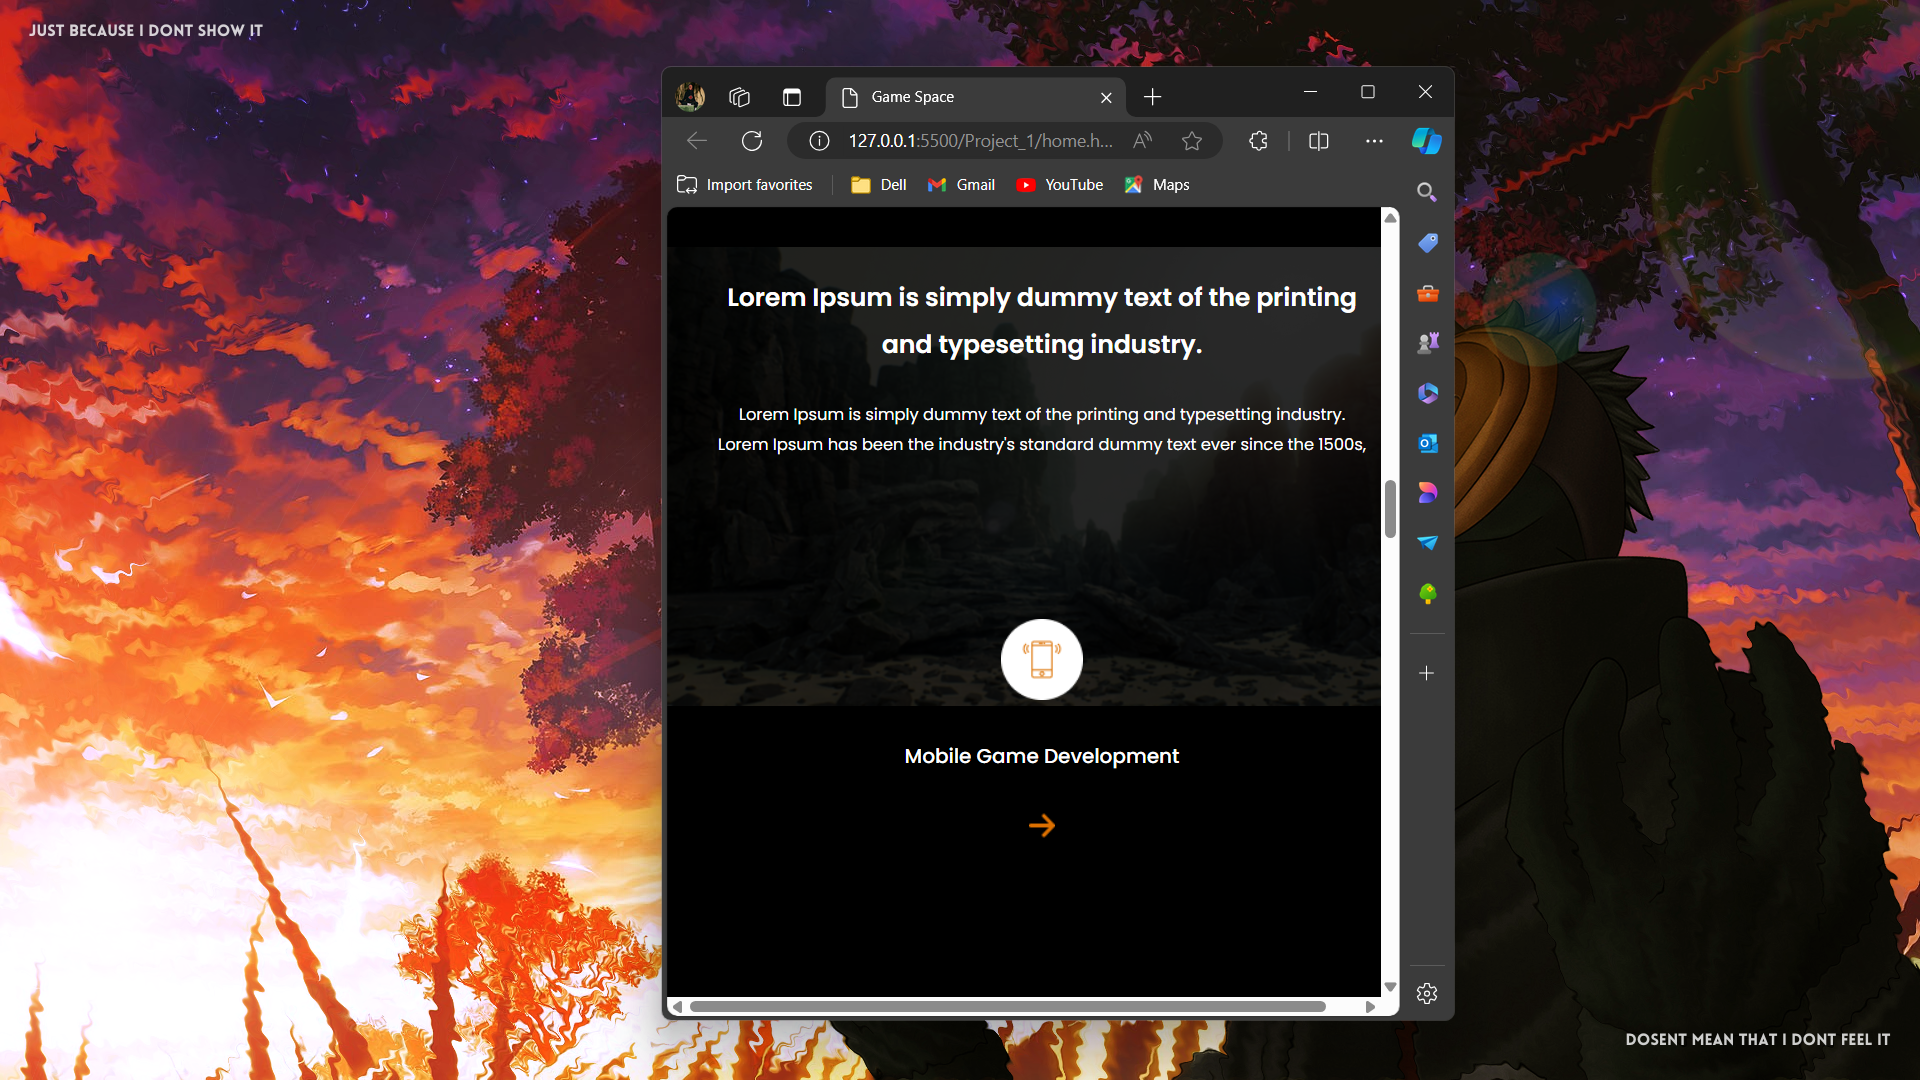 JUST BECAUSE I DONT SHOW IT
Game Space
127.0.0.1:5500/Project_1/home.h...
Import favorites
Dell
Gmail
YouTube
Maps
Lorem Ipsum is simply dummy text of the printing
and typesetting industry.
Lorem Ipsum is simply dummy text of the printing and typesetting industry.
Lorem Ipsum has been the industry's standard dummy text ever since the 1500s,
Mobile Game Development
DOSENT MEAN THAT I DONT FEEL IT